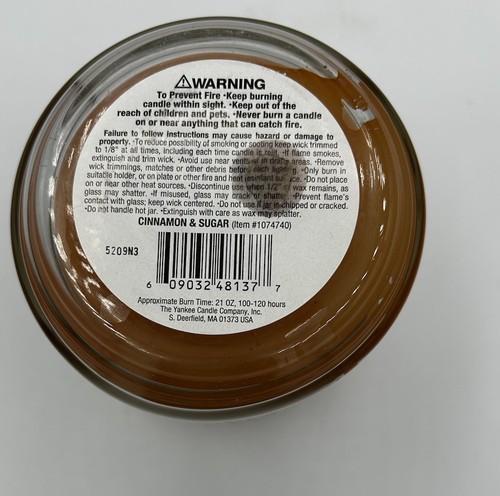 ⚠WARNING
To Prevent Fire •Keep burning
candle within sight. •Keep out of the
reach of children and pets. •Never burn a candle
on or near anything that can catch fire.
Failure to follow instructions may cause hazard or damage to
property. •To reduce possibility of smoking or sooting keep wick trimmed
to 1/8" at all times, including each time candle is relit. •If flame smokes,
extinguish and trim wick. •Avoid use near vents or in drafty areas. •Remove
wick trimmings, matches or other debris before each lighting. •Only burn in
suitable holder, or on plate or other fire and heat resistant surface. •Do not place
on or near other heat sources. •Discontinue use when 1/2" of wax remains, as
glass may shatter. •If misused, glass may crack or shatter. •Prevent flame's
contact with glass; keep wick centered. •Do not use if jar is chipped or cracked.
•Do not handle hot jar. •Extinguish with care as wax may splatter.
CINNAMON & SUGAR (Item #1074740)
5209N3
6 09032 48137 7
Approximate Burn Time: 21 OZ, 100-120 hours
The Yankee Candle Company, Inc.
S. Deerfield, MA 01373 USA